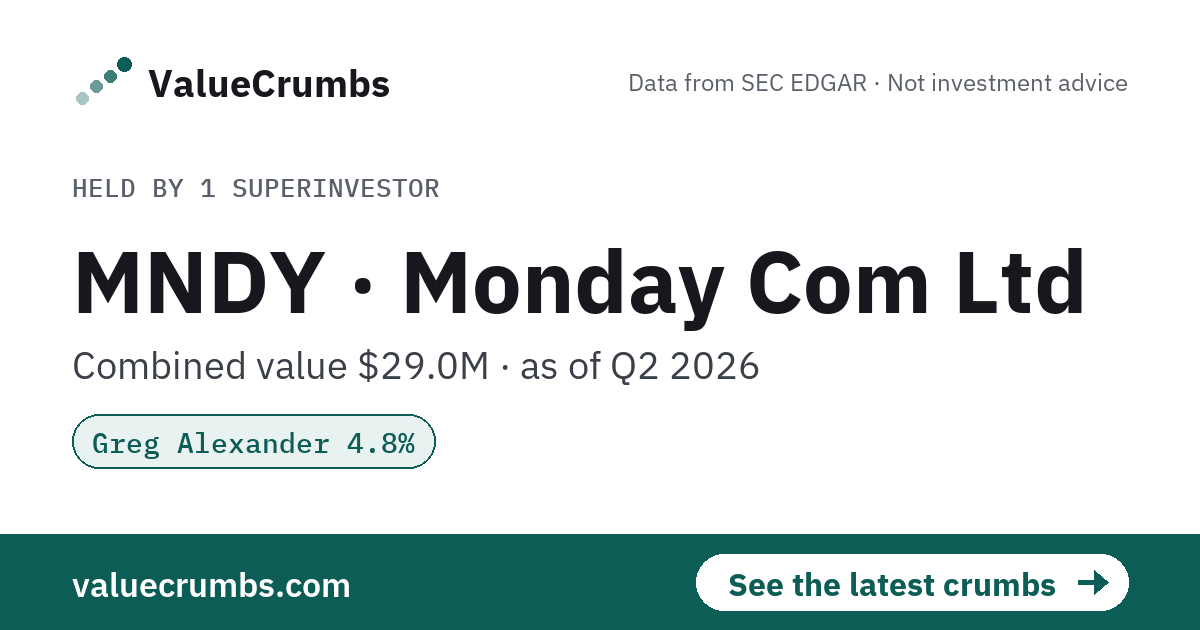 ValueCrumbs
Data from SEC EDGAR · Not investment advice
HELD BY 1 SUPERINVESTOR
MNDY · Monday Com Ltd
Combined value $29.0M · as of Q2 2026
Greg Alexander 4.8%
valuecrumbs.com
See the latest crumbs →